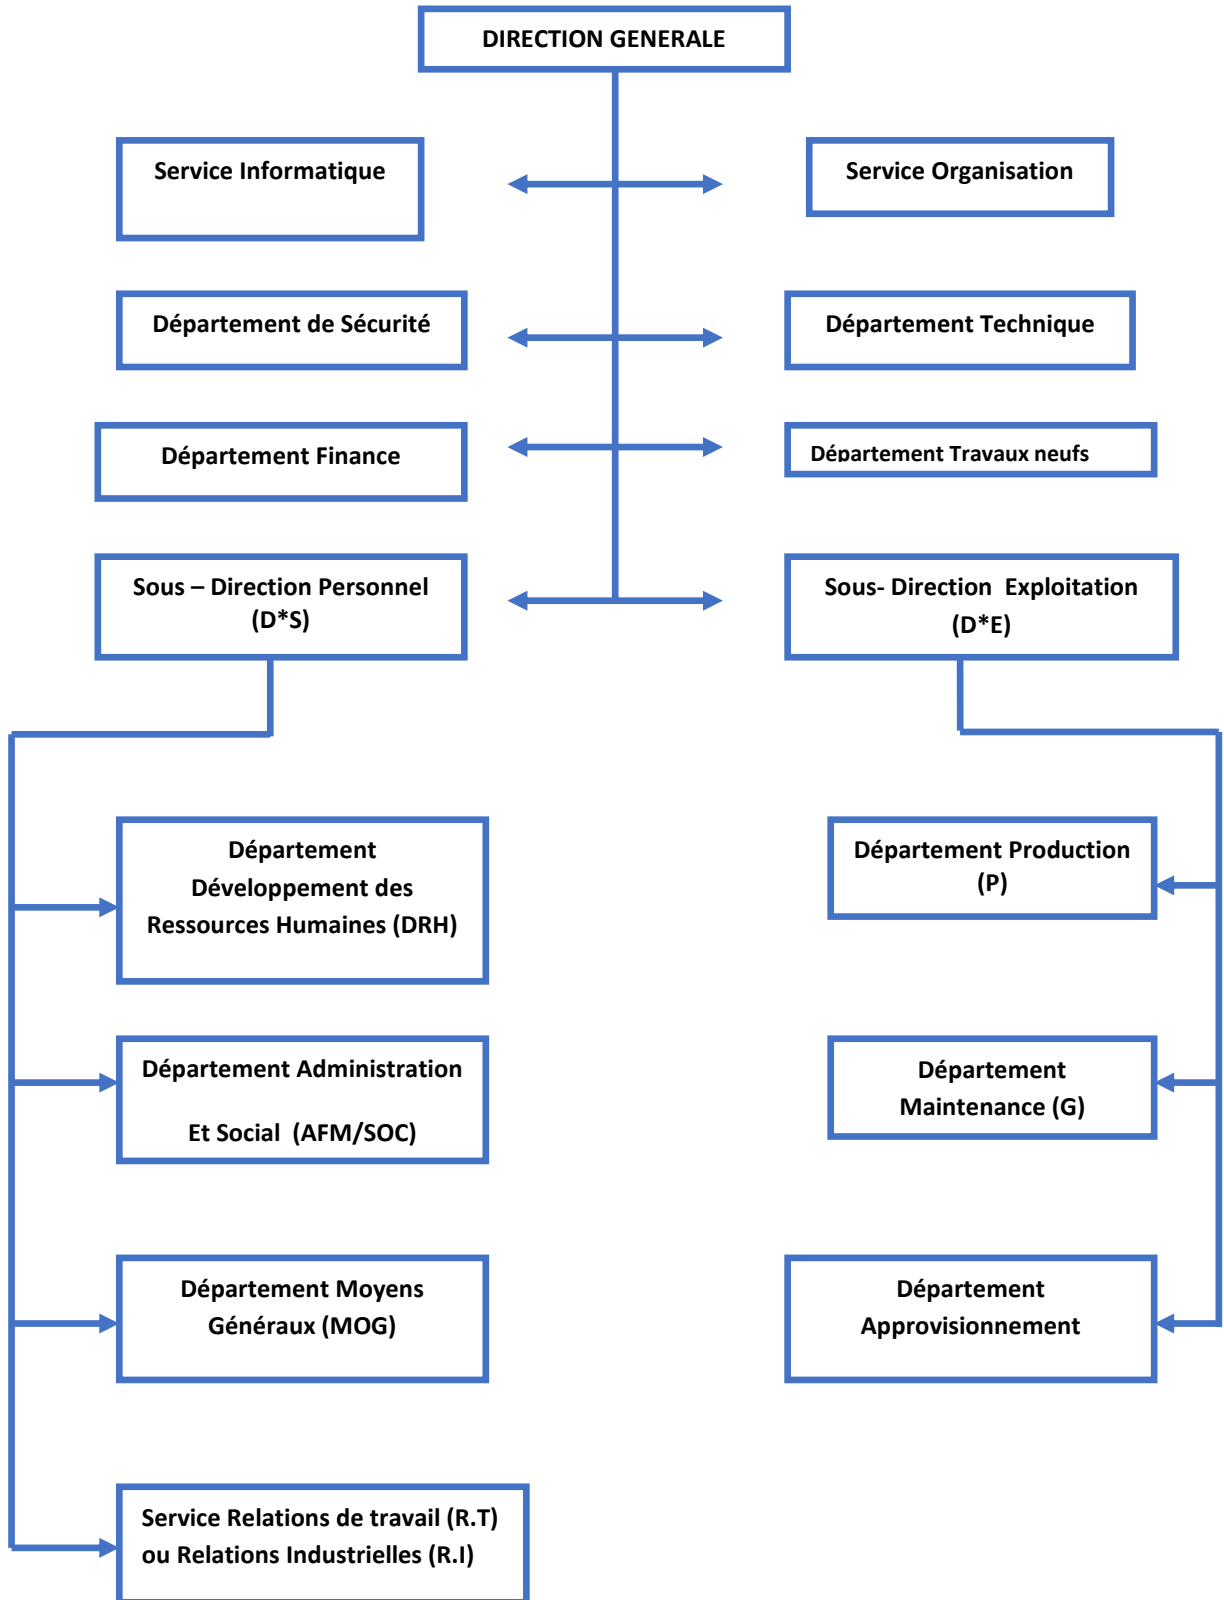 DIRECTION GENERALE
Service Informatique
Service Organisation
Département de Sécurité
Département Technique
Département Finance
Département Travaux neufs
Sous – Direction Personnel
(D*S)
Sous- Direction  Exploitation
(D*E)
Département
Développement des
Ressources Humaines (DRH)
Département Production
(P)
Département Administration
Et Social  (AFM/SOC)
Département
Maintenance (G)
Département Moyens
Généraux (MOG)
Département
Approvisionnement
Service Relations de travail (R.T)
ou Relations Industrielles (R.I)